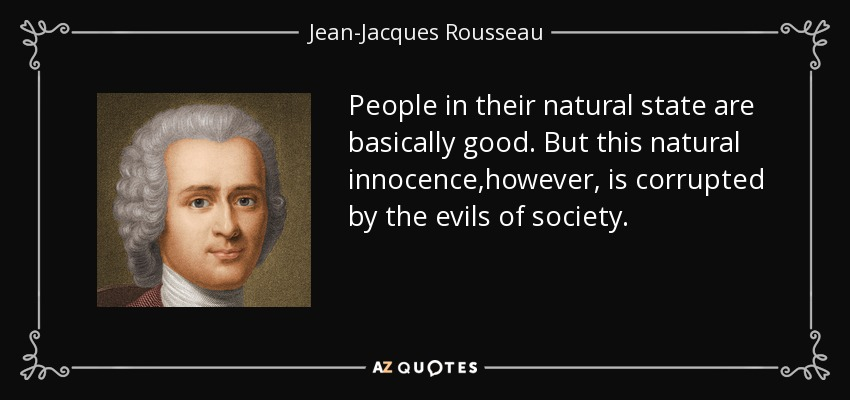 Jean-Jacques Rousseau
People in their natural state are
basically good. But this natural
innocence,however, is corrupted
by the evils of society.
AZ QUOTES